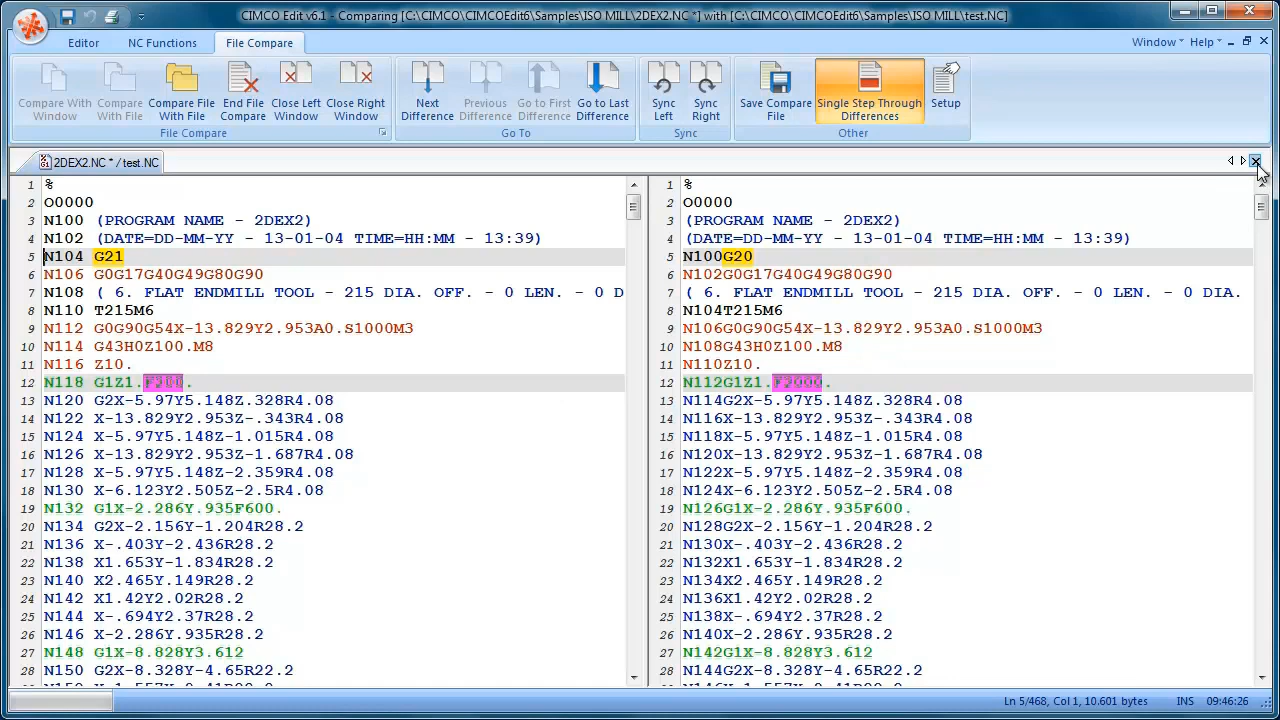 CIMCO Edit v6.1 - Comparing [C:\CIMCO\CIMCOEdit6\Samples\ISO MILL\2DEX2.NC *] with [C:\CIMCO\CIMCOEdit6\Samples\ISO MILL\test.NC]
Editor NC Functions File Compare Window Help
Compare With Window
Compare With File
Compare File With File
End File Compare
Close Left Window
Close Right Window
Next Difference
Previous Difference
Go to First Difference
Go to Last Difference
Sync Left
Sync Right
Save Compare File
Single Step Through Differences
Setup
File Compare Go To Sync Other
2DEX2.NC * / test.NC
1 %
2 O0000
3 N100 (PROGRAM NAME - 2DEX2)
4 N102 (DATE=DD-MM-YY - 13-01-04 TIME=HH:MM - 13:39)
5 N104 G21
6 N106 G0G17G40G49G80G90
7 N108 ( 6. FLAT ENDMILL TOOL - 215 DIA. OFF. - 0 LEN. - 0 D
8 N110 T215M6
9 N112 G0G90G54X-13.829Y2.953A0.S1000M3
10 N114 G43H0Z100.M8
11 N116 Z10.
12 N118 G1Z1.
13 N120 G2X-5.97Y5.148Z.328R4.08
14 N122 X-13.829Y2.953Z-.343R4.08
15 N124 X-5.97Y5.148Z-1.015R4.08
16 N126 X-13.829Y2.953Z-1.687R4.08
17 N128 X-5.97Y5.148Z-2.359R4.08
18 N130 X-6.123Y2.505Z-2.5R4.08
19 N132 G1X-2.286Y.935F600.
20 N134 G2X-2.156Y-1.204R28.2
21 N136 X-.403Y-2.436R28.2
22 N138 X1.653Y-1.834R28.2
23 N140 X2.465Y.149R28.2
24 N142 X1.42Y2.02R28.2
25 N144 X-.694Y2.37R28.2
26 N146 X-2.286Y.935R28.2
27 N148 G1X-8.828Y3.612
28 N150 G2X-8.328Y-4.65R22.2
1 %
2 O0000
3 (PROGRAM NAME - 2DEX2)
4 (DATE=DD-MM-YY - 13-01-04 TIME=HH:MM - 13:39)
5 N100G20
6 N102G0G17G40G49G80G90
7 ( 6. FLAT ENDMILL TOOL - 215 DIA. OFF. - 0 LEN. - 0 DIA.
8 N104T215M6
9 N106G0G90G54X-13.829Y2.953A0.S1000M3
10 N108G43H0Z100.M8
11 N110Z10.
12 N112G1Z1.
13 N114G2X-5.97Y5.148Z.328R4.08
14 N116X-13.829Y2.953Z-.343R4.08
15 N118X-5.97Y5.148Z-1.015R4.08
16 N120X-13.829Y2.953Z-1.687R4.08
17 N122X-5.97Y5.148Z-2.359R4.08
18 N124X-6.123Y2.505Z-2.5R4.08
19 N126G1X-2.286Y.935F600.
20 N128G2X-2.156Y-1.204R28.2
21 N130X-.403Y-2.436R28.2
22 N132X1.653Y-1.834R28.2
23 N134X2.465Y.149R28.2
24 N136X1.42Y2.02R28.2
25 N138X-.694Y2.37R28.2
26 N140X-2.286Y.935R28.2
27 N142G1X-8.828Y3.612
28 N144G2X-8.328Y-4.65R22.2
Ln 5/468, Col 1, 10.601 bytes INS 09:46:26